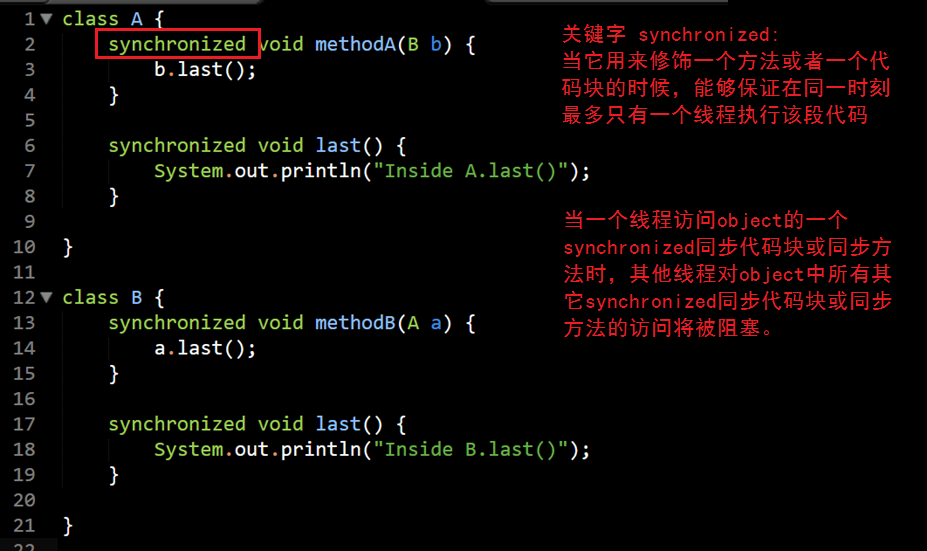 1 class A {
2 synchronized void methodA(B b) {
3 b.last();
4 }
5
6 synchronized void last() {
7 System.out.println("Inside A.last()");
8 }
9
10 }
11
12 class B {
13 synchronized void methodB(A a) {
14 a.last();
15 }
16
17 synchronized void last() {
18 System.out.println("Inside B.last()");
19 }
20
21 }
22
关键字 synchronized:
当它用来修饰一个方法或者一个代
码块的时候，能够保证在同一时刻
最多只有一个线程执行该段代码
当一个线程访问object的一个
synchronized同步代码块或同步方
法时，其他线程对object中所有其
它synchronized同步代码块或同步
方法的访问将被阻塞。